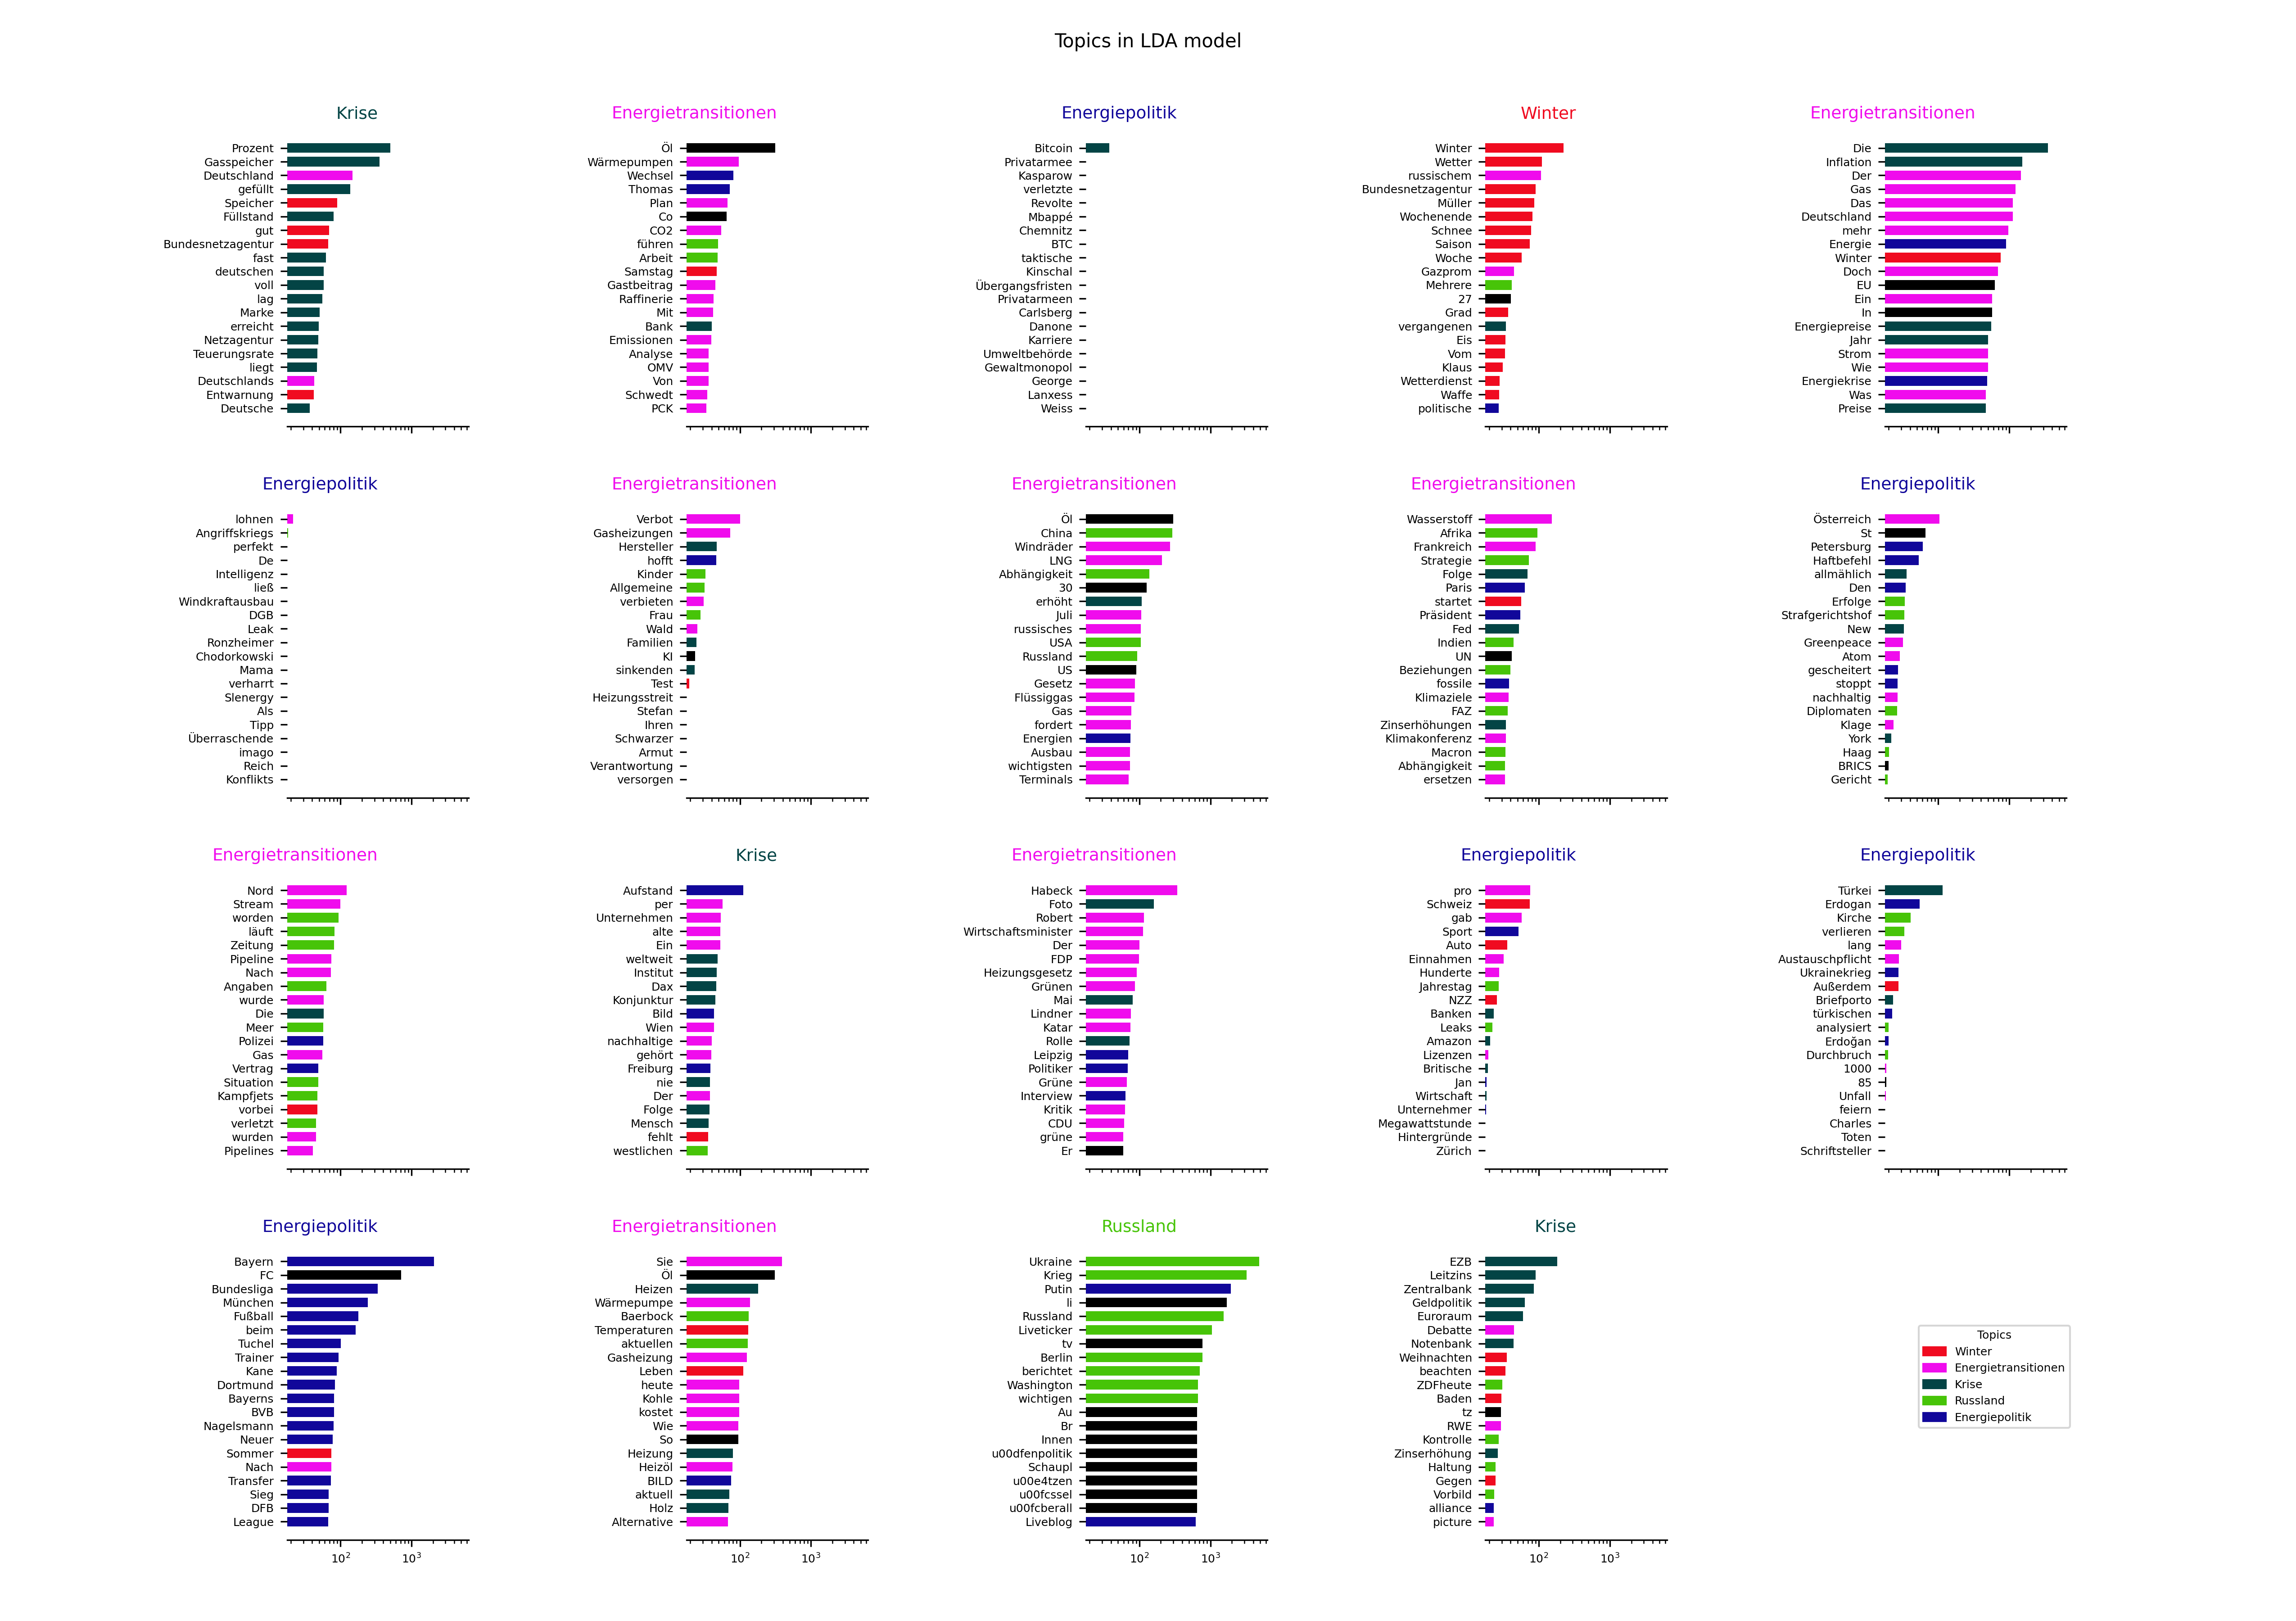 Topics in LDA model
Krise
Prozent
Gasspeicher
Deutschland
gefüllt
Speicher
Füllstand
gut
Bundesnetzagentur
fast
deutschen
voll
lag
Marke
erreicht
Netzagentur
Teuerungsrate
liegt
Deutschlands
Entwarnung
Deutsche
Energietransitionen
Öl
Wärmepumpen
Wechsel
Thomas
Plan
Co
CO2
führen
Arbeit
Samstag
Gastbeitrag
Raffinerie
Mit
Bank
Emissionen
Analyse
OMV
Von
Schwedt
PCK
Energiepolitik
Bitcoin
Privatarmee
Kasparow
verletzte
Revolte
Mbappé
Chemnitz
BTC
taktische
Kinschal
Übergangsfristen
Privatarmeen
Carlsberg
Danone
Karriere
Umweltbehörde
Gewaltmonopol
George
Lanxess
Weiss
Winter
Winter
Wetter
russischem
Bundesnetzagentur
Müller
Wochenende
Schnee
Saison
Woche
Gazprom
Mehrere
27
Grad
vergangenen
Eis
Vom
Klaus
Wetterdienst
Waffe
politische
Energietransitionen
Die
Inflation
Der
Gas
Das
Deutschland
mehr
Energie
Winter
Doch
EU
Ein
In
Energiepreise
Jahr
Strom
Wie
Energiekrise
Was
Preise
Energiepolitik
lohnen
Angriffskriegs
perfekt
De
Intelligenz
ließ
Windkraftausbau
DGB
Leak
Ronzheimer
Chodorkowski
Mama
verharrt
Slenergy
Als
Tipp
Überraschende
imago
Reich
Konflikts
Energietransitionen
Verbot
Gasheizungen
Hersteller
hofft
Kinder
Allgemeine
verbieten
Frau
Wald
Familien
KI
sinkenden
Test
Heizungsstreit
Stefan
Ihren
Schwarzer
Armut
Verantwortung
versorgen
Energietransitionen
Öl
China
Windräder
LNG
Abhängigkeit
30
erhöht
Juli
russisches
USA
Russland
US
Gesetz
Flüssiggas
Gas
fordert
Energien
Ausbau
wichtigsten
Terminals
Energietransitionen
Wasserstoff
Afrika
Frankreich
Strategie
Folge
Paris
startet
Präsident
Fed
Indien
UN
Beziehungen
fossile
Klimaziele
FAZ
Zinserhöhungen
Klimakonferenz
Macron
Abhängigkeit
ersetzen
Energiepolitik
Österreich
St
Petersburg
Haftbefehl
allmählich
Den
Erfolge
Strafgerichtshof
New
Greenpeace
Atom
gescheitert
stoppt
nachhaltig
Diplomaten
Klage
York
Haag
BRICS
Gericht
Energietransitionen
Nord
Stream
worden
läuft
Zeitung
Pipeline
Nach
Angaben
wurde
Die
Meer
Polizei
Gas
Vertrag
Situation
Kampfjets
vorbei
verletzt
wurden
Pipelines
Krise
Aufstand
per
Unternehmen
alte
Ein
weltweit
Institut
Dax
Konjunktur
Bild
Wien
nachhaltige
gehört
Freiburg
nie
Der
Folge
Mensch
fehlt
westlichen
Energietransitionen
Habeck
Foto
Robert
Wirtschaftsminister
Der
FDP
Heizungsgesetz
Grünen
Mai
Lindner
Katar
Rolle
Leipzig
Politiker
Grüne
Interview
Kritik
CDU
grüne
Er
Energiepolitik
pro
Schweiz
gab
Sport
Auto
Einnahmen
Hunderte
Jahrestag
NZZ
Banken
Leaks
Amazon
Lizenzen
Britische
Jan
Wirtschaft
Unternehmer
Megawattstunde
Hintergründe
Zürich
Energiepolitik
Türkei
Erdogan
Kirche
verlieren
lang
Austauschpflicht
Ukrainekrieg
Außerdem
Briefporto
türkischen
analysiert
Erdoğan
Durchbruch
1000
85
Unfall
feiern
Charles
Toten
Schriftsteller
Energiepolitik
Bayern
FC
Bundesliga
München
Fußball
beim
Tuchel
Trainer
Kane
Dortmund
Bayerns
BVB
Nagelsmann
Neuer
Sommer
Nach
Transfer
Sieg
DFB
League
10² 10³
Energietransitionen
Sie
Öl
Heizen
Wärmepumpe
Baerbock
Temperaturen
aktuellen
Gasheizung
Leben
heute
Kohle
kostet
Wie
So
Heizung
Heizöl
BILD
aktuell
Holz
Alternative
10² 10³
Russland
Ukraine
Krieg
Putin
li
Russland
Liveticker
tv
Berlin
berichtet
Washington
wichtigen
Au
Br
Innen
u00dfenpolitik
Schaupl
u00e4tzen
u00fcssel
u00fcberall
Liveblog
10² 10³
Krise
EZB
Leitzins
Zentralbank
Geldpolitik
Euroraum
Debatte
Notenbank
Weihnachten
beachten
ZDFheute
Baden
tz
RWE
Kontrolle
Zinserhöhung
Haltung
Gegen
Vorbild
alliance
picture
10² 10³
Topics
Winter
Energietransitionen
Krise
Russland
Energiepolitik